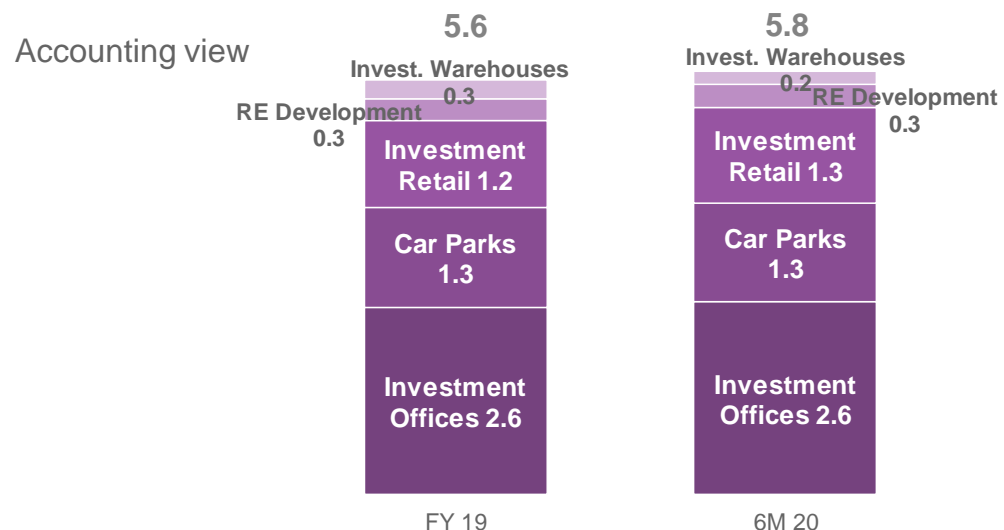 Accounting view
5.6
Invest. Warehouses
0.3
RE Development
0.3
Investment
Retail 1.2
Car Parks
1.3
Investment
Offices 2.6
FY 19
5.8
Invest. Warehouses
0.2
RE Development
0.3
Investment
Retail 1.3
Car Parks
1.3
Investment
Offices 2.6
6M 20